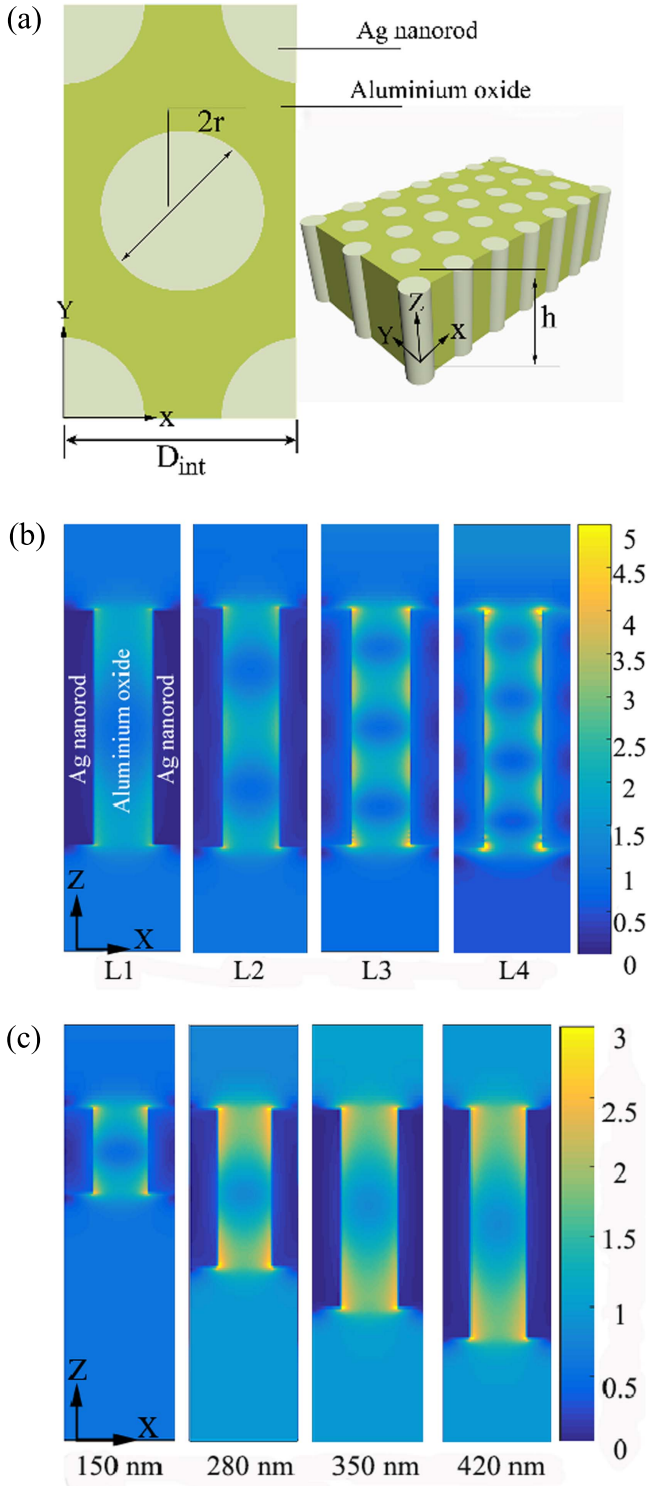 (a)
Ag nanorod
Aluminium oxide
2r
Y
X
D_int
Z
Y
X
h
(b)
Ag nanorod
Aluminium oxide
Ag nanorod
Z
X
L1 L2 L3 L4
5
4.5
4
3.5
3
2.5
2
1.5
1
0.5
0
(c)
Z
X
150 nm 280 nm 350 nm 420 nm
3
2.5
2
1.5
1
0.5
0